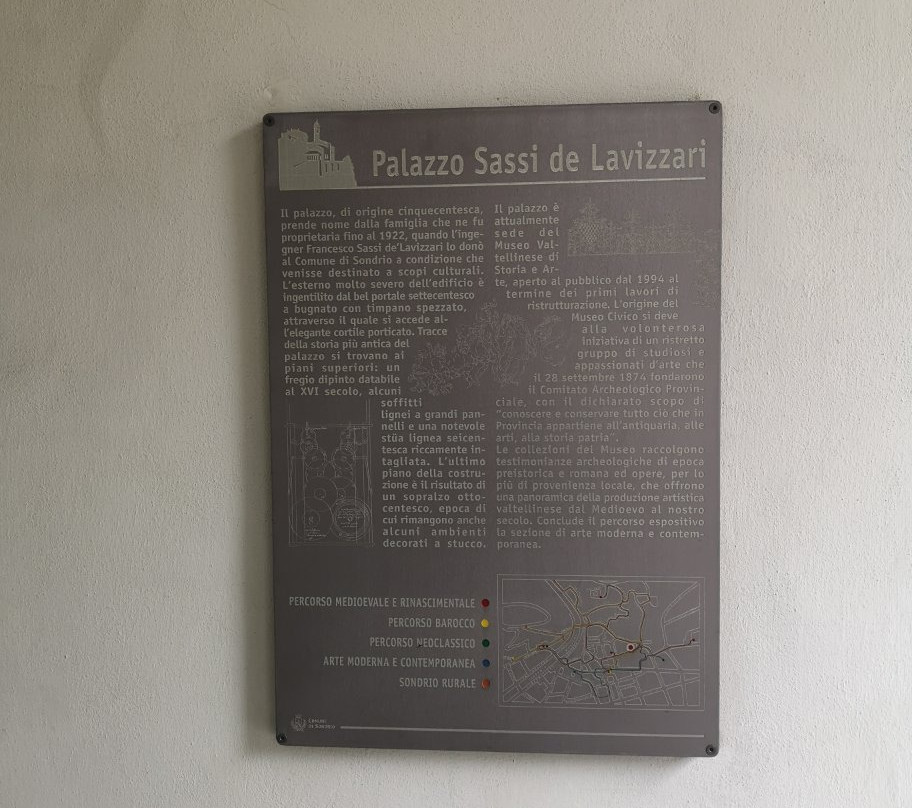 Palazzo Sassi de Lavizzari
Il palazzo, di origine cinquecentesca,
prende nome dalla famiglia che ne fu
proprietaria fino al 1922, quando l'inge-
gner Francesco Sassi de'Lavizzari lo donò
al Comune di Sondrio a condizione che
venisse destinato a scopi culturali.
L'esterno molto severo dell'edificio è
ingentilito dal bel portale settecentesco
a bugnato con timpano spezzato,
attraverso il quale si accede al-
l'elegante cortile porticato. Tracce
della storia più antica del
palazzo si trovano ai
piani superiori: un
fregio dipinto databile
al XVI secolo, alcuni
soffitti
lignei a grandi pan-
nelli e una notevole
stüa lignea seicen-
tesca riccamente in-
tagliata. L'ultimo
piano della costru-
zione è il risultato di
un sopralzo otto-
centesco, epoca di
cui rimangono anche
alcuni ambienti
decorati a stucco.
Il palazzo è
attualmente
sede del
Museo Val-
tellinese di
Storia e Ar-
te, aperto al pubblico dal 1994 al
termine dei primi lavori di
ristrutturazione. L'origine del
Museo Civico si deve
alla volonterosa
iniziativa di un ristretto
gruppo di studiosi e
appassionati d'arte che
il 28 settembre 1874 fondarono
il Comitato Archeologico Provin-
ciale, con il dichiarato scopo di
"conoscere e conservare tutto ciò che in
Provincia appartiene all'antiquaria, alle
arti, alla storia patria".
Le collezioni del Museo raccolgono
testimonianze archeologiche di epoca
preistorica e romana ed opere, per lo
più di provenienza locale, che offrono
una panoramica della produzione artistica
valtellinese dal Medioevo al nostro
secolo. Conclude il percorso espositivo
la sezione di arte moderna e contem-
poranea.
PERCORSO MEDIOEVALE E RINASCIMENTALE
PERCORSO BAROCCO
PERCORSO NEOCLASSICO
ARTE MODERNA E CONTEMPORANEA
SONDRIO RURALE
Comune
di Sondrio